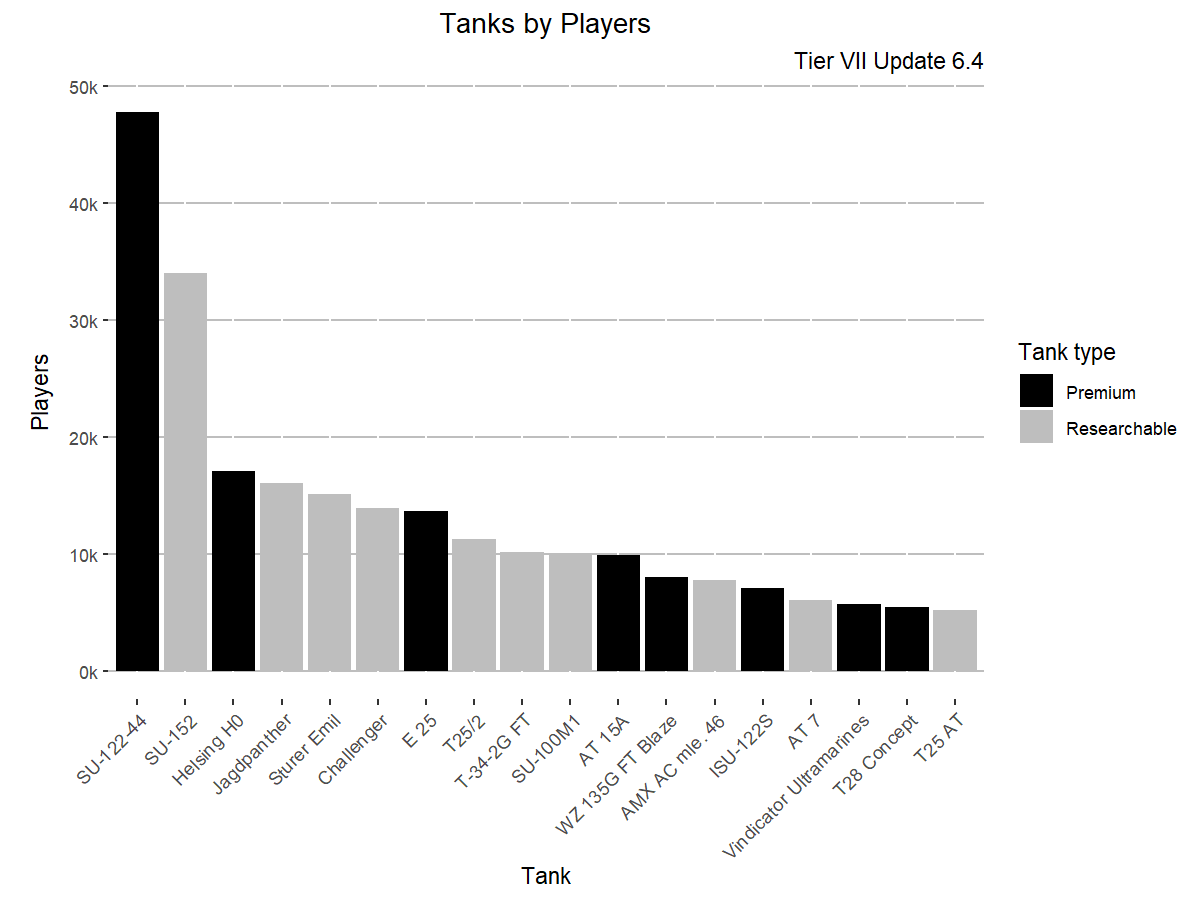 Tanks by Players
Tier VII Update 6.4
50k
40k
30k
20k
10k
0k
Players
SU-122-44
SU-152
Helsing H0
Jagdpanther
Sturer Emil
Challenger
E 25
T25/2
T-34-2G FT
SU-100M1
AT 15A
WZ 135G FT Blaze
AMX AC mle. 46
ISU-122S
AT 7
Vindicator Ultramarines
T28 Concept
T25 AT
Tank
Tank type
Premium
Researchable